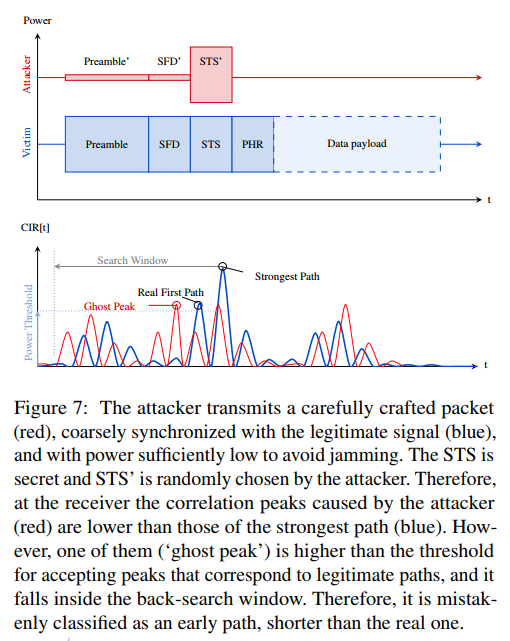 Power
Attacker
Preamble’
SFD’
STS’
Victim
Preamble
SFD
STS
PHR
Data payload
t
CIR[t]
Search Window
Strongest Path
Real First Path
Ghost Peak
Power Threshold
t
Figure 7: The attacker transmits a carefully crafted packet
(red), coarsely synchronized with the legitimate signal (blue),
and with power sufficiently low to avoid jamming. The STS is
secret and STS’ is randomly chosen by the attacker. Therefore,
at the receiver the correlation peaks caused by the attacker
(red) are lower than those of the strongest path (blue). How-
ever, one of them (‘ghost peak’) is higher than the threshold
for accepting peaks that correspond to legitimate paths, and it
falls inside the back-search window. Therefore, it is mistak-
enly classified as an early path, shorter than the real one.